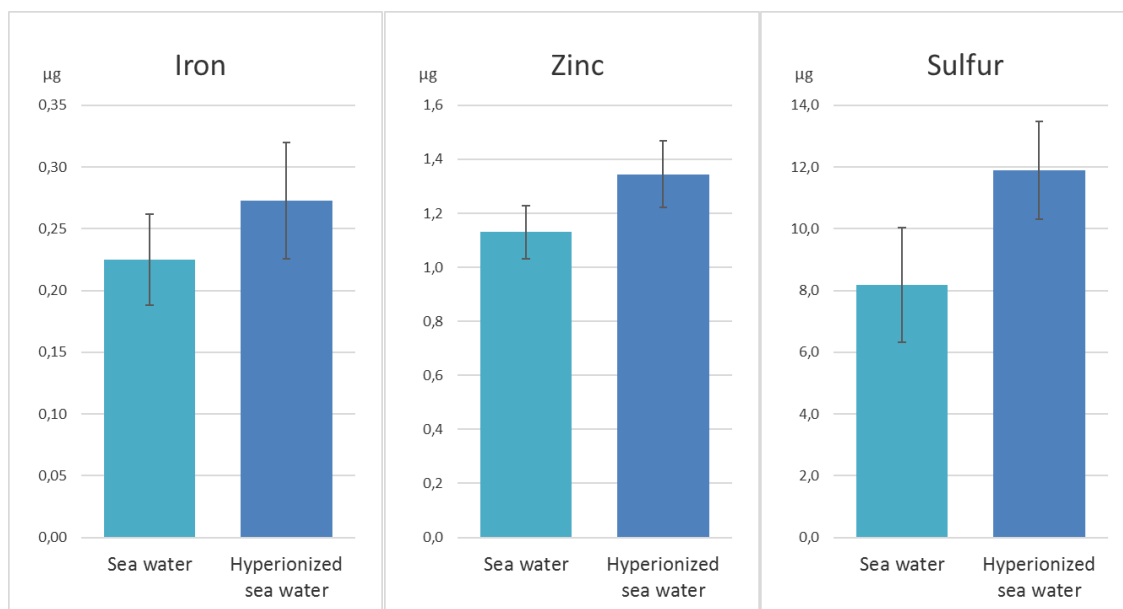 Iron
µg
0,35
0,30
0,25
0,20
0,15
0,10
0,05
0,00
Sea water
Hyperionized
sea water
Zinc
µg
1,6
1,4
1,2
1,0
0,8
0,6
0,4
0,2
0,0
Sea water
Hyperionized
sea water
Sulfur
µg
14,0
12,0
10,0
8,0
6,0
4,0
2,0
0,0
Sea water
Hyperionized
sea water